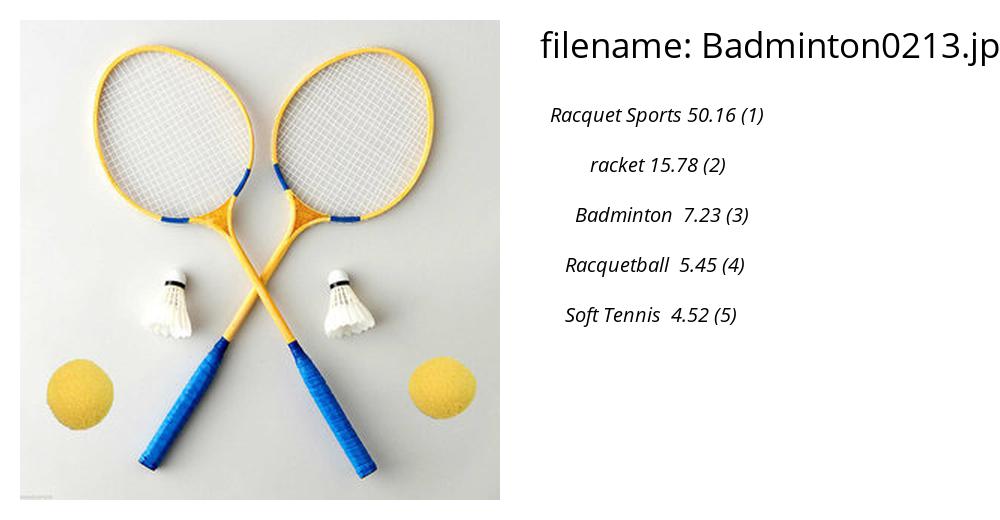 filename: Badminton0213.jp
Racquet Sports 50.16 (1)
racket 15.78 (2)
Badminton 7.23 (3)
Racquetball 5.45 (4)
Soft Tennis 4.52 (5)